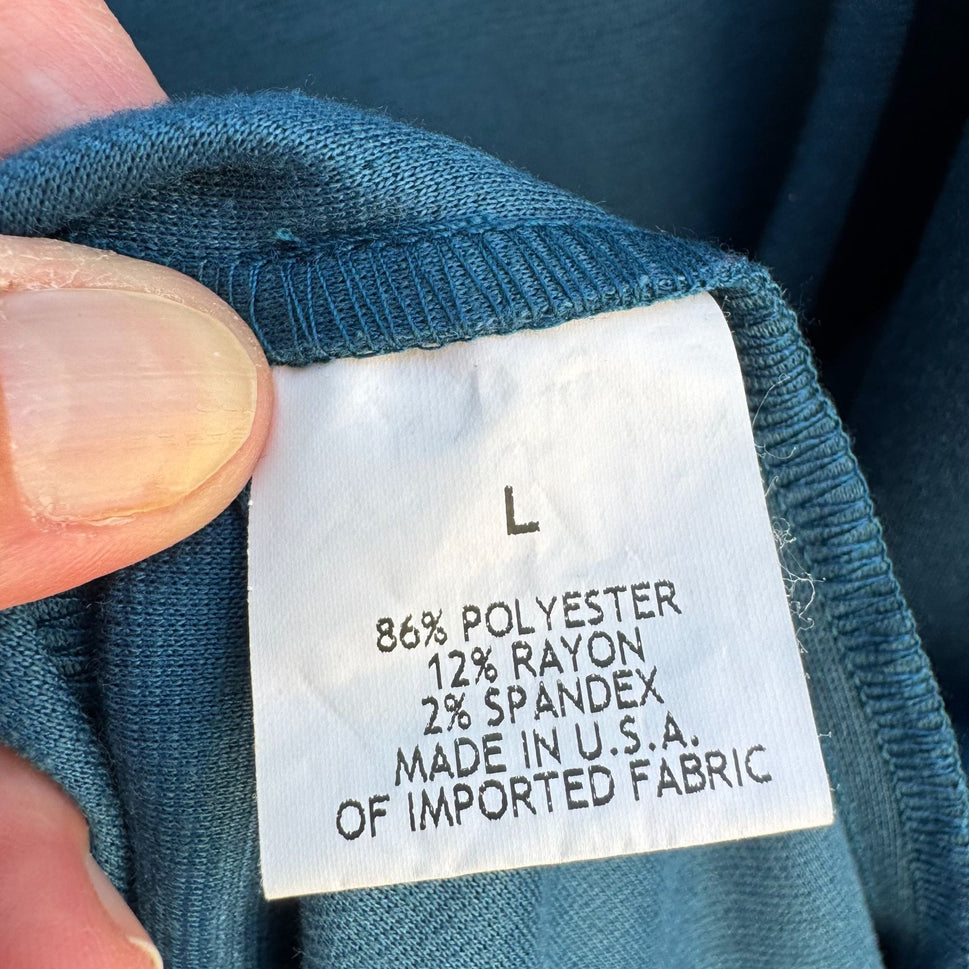 L
86% POLYESTER
12% RAYON
2% SPANDEX
MADE IN U.S.A.
OF IMPORTED FABRIC